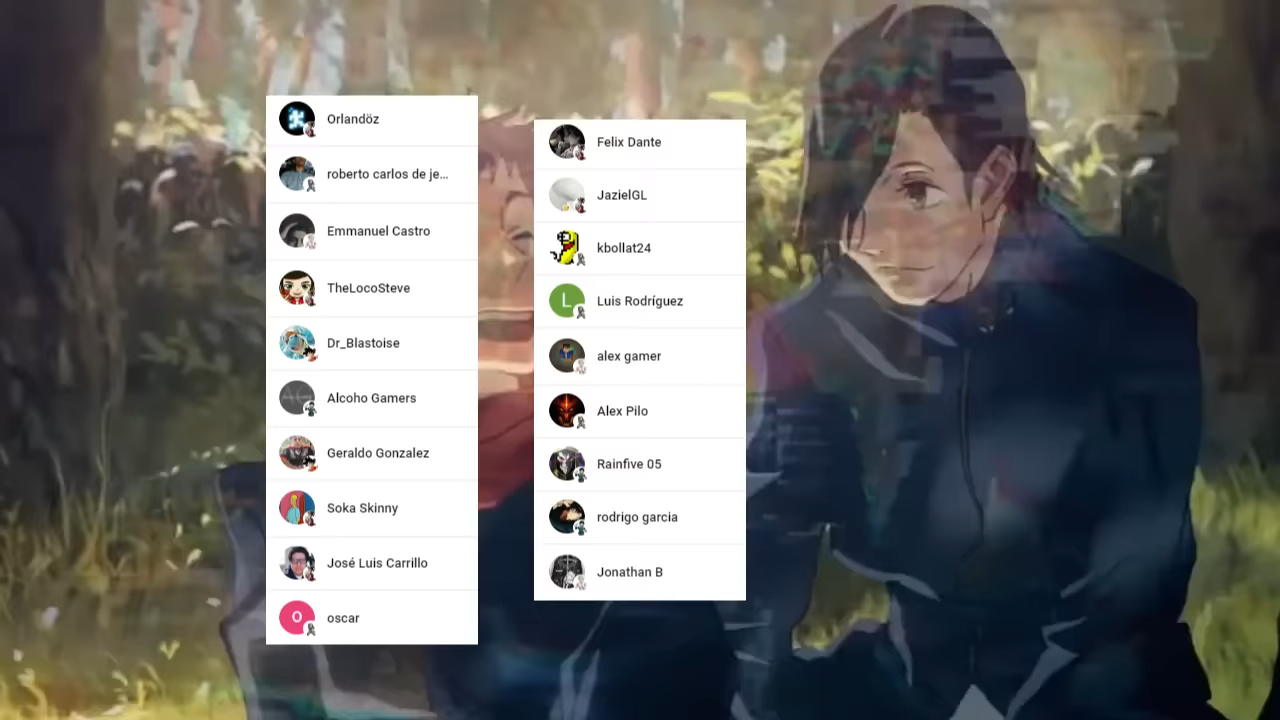 Orlandöz
roberto carlos de je...
Emmanuel Castro
TheLocoSteve
Dr_Blastoise
Alcoho Gamers
Geraldo Gonzalez
Soka Skinny
José Luis Carrillo
O
oscar
Felix Dante
JazielGL
kbollat24
L
Luis Rodríguez
alex gamer
Alex Pilo
Rainfive 05
rodrigo garcia
Jonathan B